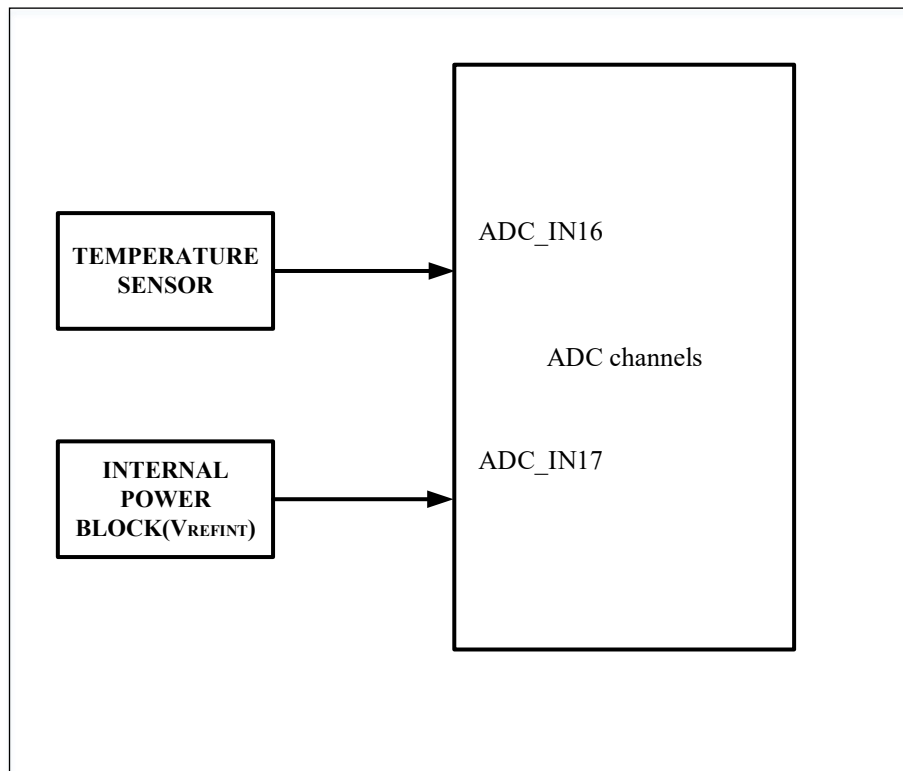 TEMPERATURE
SENSOR
ADC_IN16
ADC channels
INTERNAL
POWER
BLOCK(VREFINT)
ADC_IN17